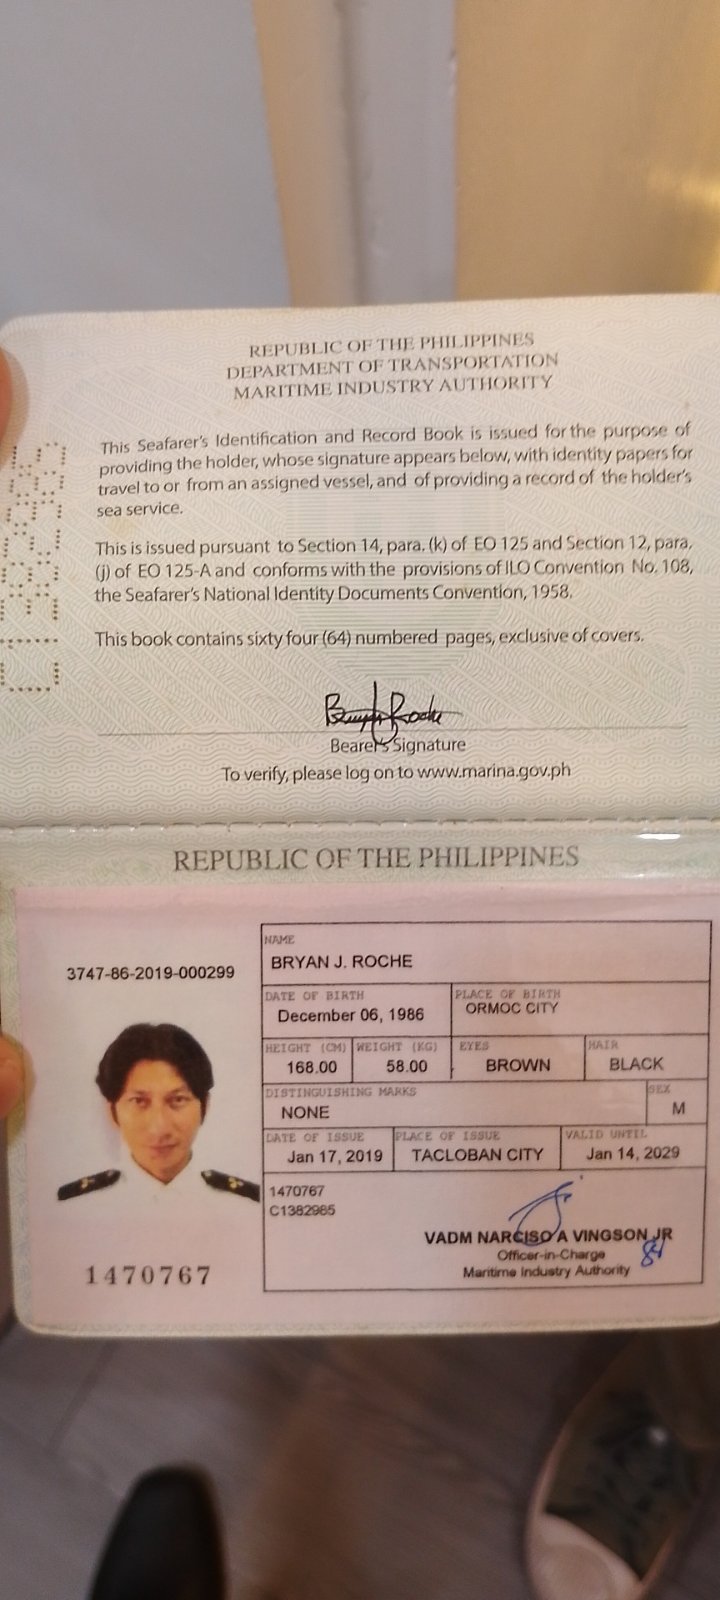 REPUBLIC OF THE PHILIPPINES
DEPARTMENT OF TRANSPORTATION
MARITIME INDUSTRY AUTHORITY
This Seafarer's Identification and Record Book is issued for the purpose of
providing the holder, whose signature appears below, with identity papers for
travel to or from an assigned vessel, and of providing a record of the holder's
sea service.
This is issued pursuant to Section 14, para. (k) of EO 125 and Section 12, para.
(j) of EO 125-A and conforms with the provisions of ILO Convention No. 108,
the Seafarer's National Identity Documents Convention, 1958.
This book contains sixty four (64) numbered pages, exclusive of covers.
Bearer's Signature
To verify, please log on to www.marina.gov.ph
REPUBLIC OF THE PHILIPPINES
3747-86-2019-000299
NAME
BRYAN J. ROCHE
DATE OF BIRTH PLACE OF BIRTH
December 06, 1986 ORMOC CITY
HEIGHT (CM) WEIGHT (KG) EYES HAIR
168.00 58.00 BROWN BLACK
DISTINGUISHING MARKS SEX
NONE M
DATE OF ISSUE PLACE OF ISSUE VALID UNTIL
Jan 17, 2019 TACLOBAN CITY Jan 14, 2029
1470767
C1382985
VADM NARCISO A VINGSON JR
Officer-in-Charge
Maritime Industry Authority
1470767